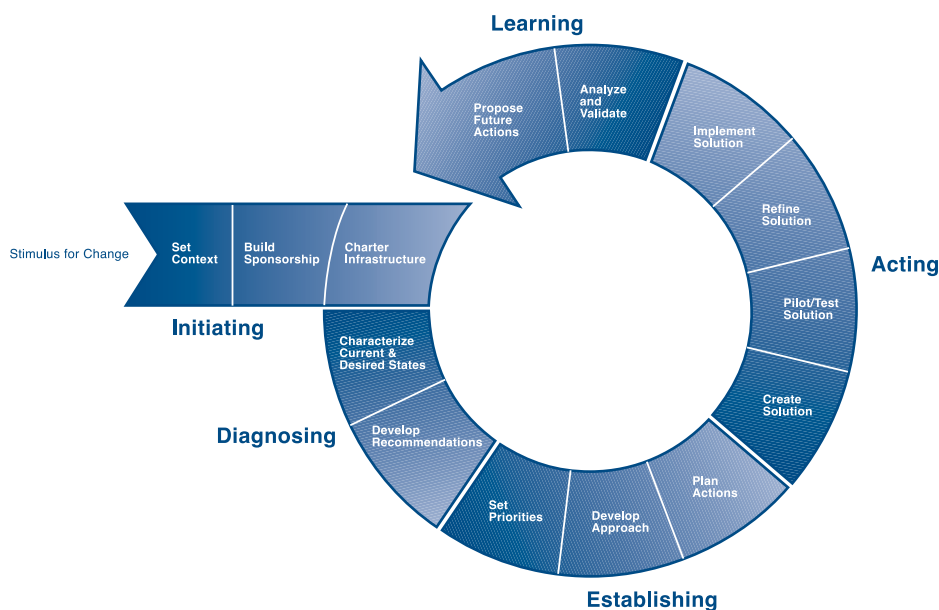 Learning
Propose
Future
Actions
Analyze
and
Validate
Implement
Solution
Refine
Solution
Acting
Pilot/Test
Solution
Create
Solution
Stimulus for Change
Set
Context
Build
Sponsorship
Charter
Infrastructure
Initiating
Characterize
Current &
Desired States
Diagnosing
Develop
Recommendations
Set
Priorities
Develop
Approach
Plan
Actions
Establishing